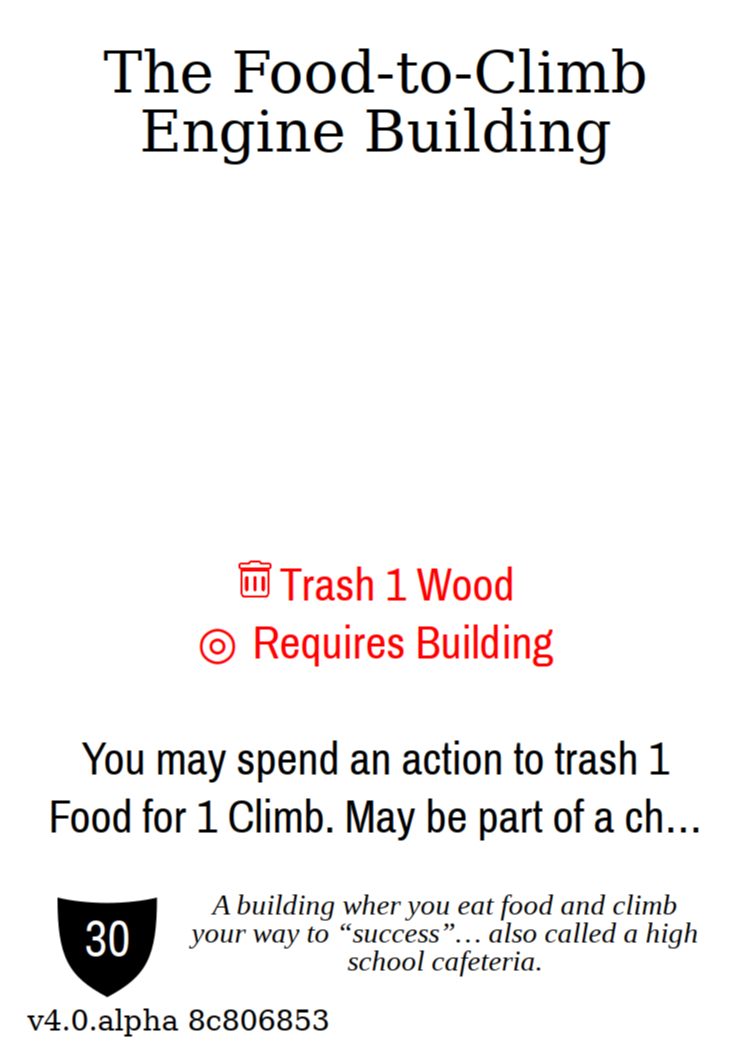 The Food-to-Climb
Engine Building
Trash 1 Wood
◎ Requires Building
You may spend an action to trash 1
Food for 1 Climb. May be part of a ch…
30
A building wher you eat food and climb
your way to “success”… also called a high
school cafeteria.
v4.0.alpha 8c806853